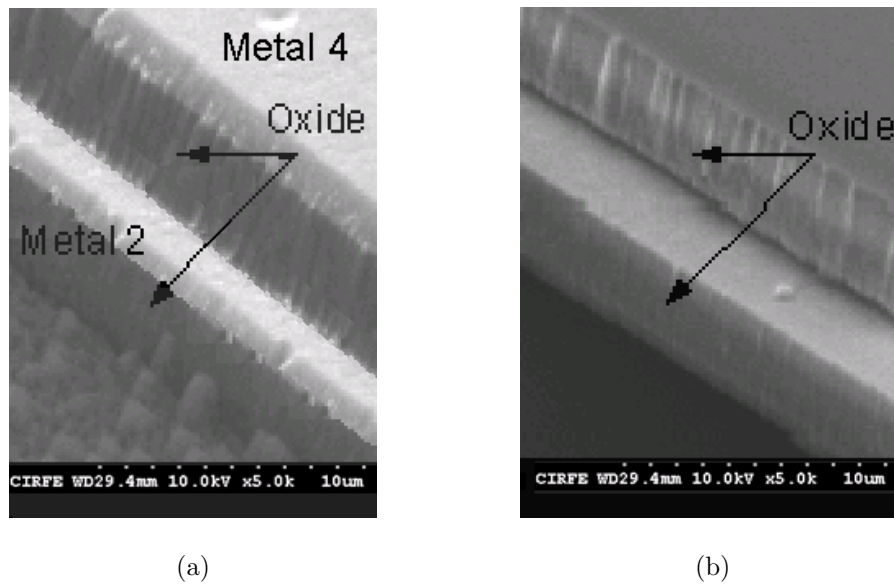 Metal 4
Oxide
Metal 2
CIRFE WD29.4mm 10.0kV x5.0k 10um
(a)
Oxide
CIRFE WD29.4mm 10.0kV x5.0k 10um
(b)